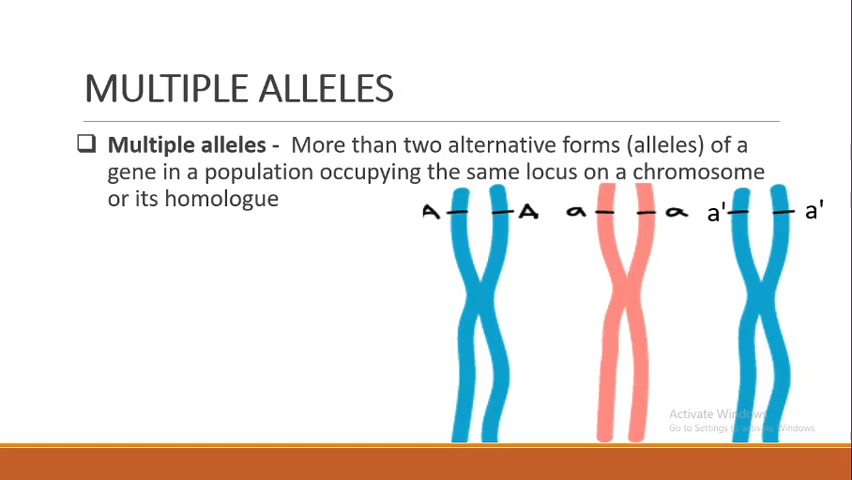 MULTIPLE ALLELES
Multiple alleles - More than two alternative forms (alleles) of a
gene in a population occupying the same locus on a chromosome
or its homologue
A A a a a' a'
Activate Windows
Go to Settings to activate Windows.